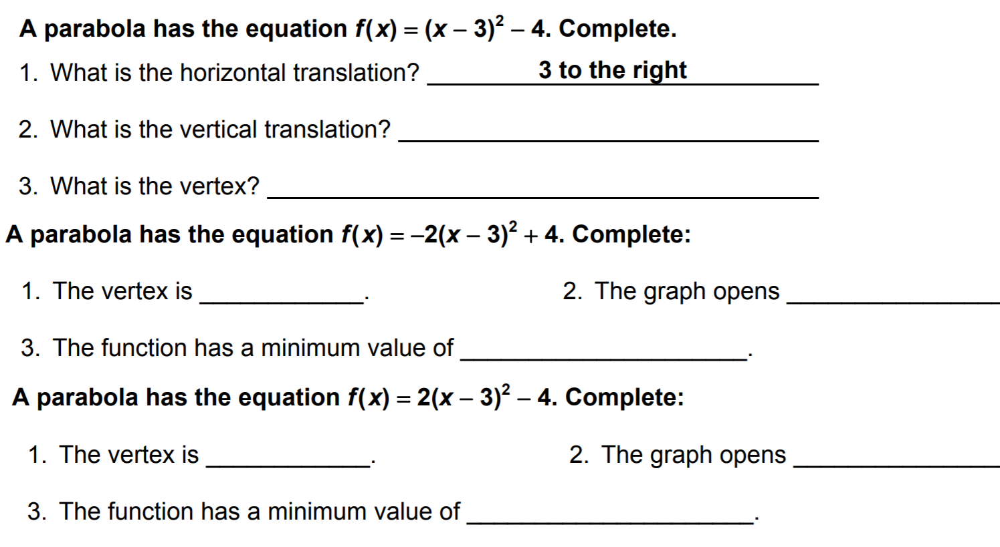 A parabola has the equation f(x) = (x – 3)² – 4. Complete.
1. What is the horizontal translation? 3 to the right
2. What is the vertical translation? ____________________
3. What is the vertex? ____________________
A parabola has the equation f(x) = –2(x – 3)² + 4. Complete:
1. The vertex is ____________. 2. The graph opens ________________
3. The function has a minimum value of _____________________.
A parabola has the equation f(x) = 2(x – 3)² – 4. Complete:
1. The vertex is ____________. 2. The graph opens ________________
3. The function has a minimum value of _____________________.